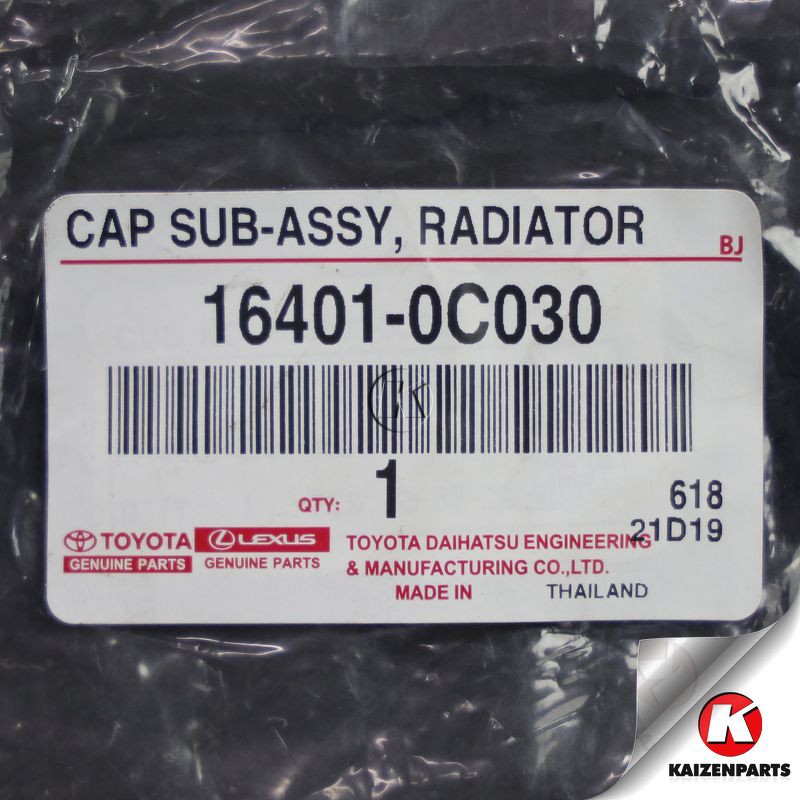 K
KAIZENPARTS
CAP SUB-ASSY, RADIATOR
BJ
16401-0C030
K
QTY: 1
618
21D19
TOYOTA
GENUINE PARTS
LEXUS
GENUINE PARTS
TOYOTA DAIHATSU ENGINEERING
& MANUFACTURING CO.,LTD.
MADE IN THAILAND
K
KAIZENPARTS